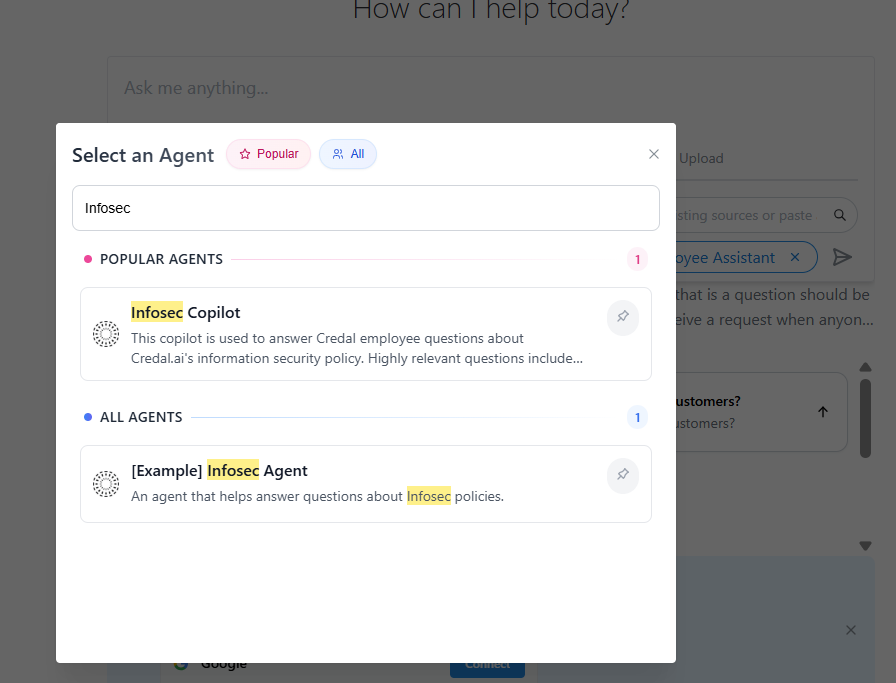 How can I help today?
Ask me anything...
Select an Agent
Popular
All
Upload
Infosec
sting sources or paste
POPULAR AGENTS
1
oyee Assistant
Infosec Copilot
This copilot is used to answer Credal employee questions about
Credal.ai's information security policy. Highly relevant questions include...
that is a question should be
eive a request when anyon...
ALL AGENTS
1
ustomers?
ustomers?
[Example] Infosec Agent
An agent that helps answer questions about Infosec policies.
Google
Connect